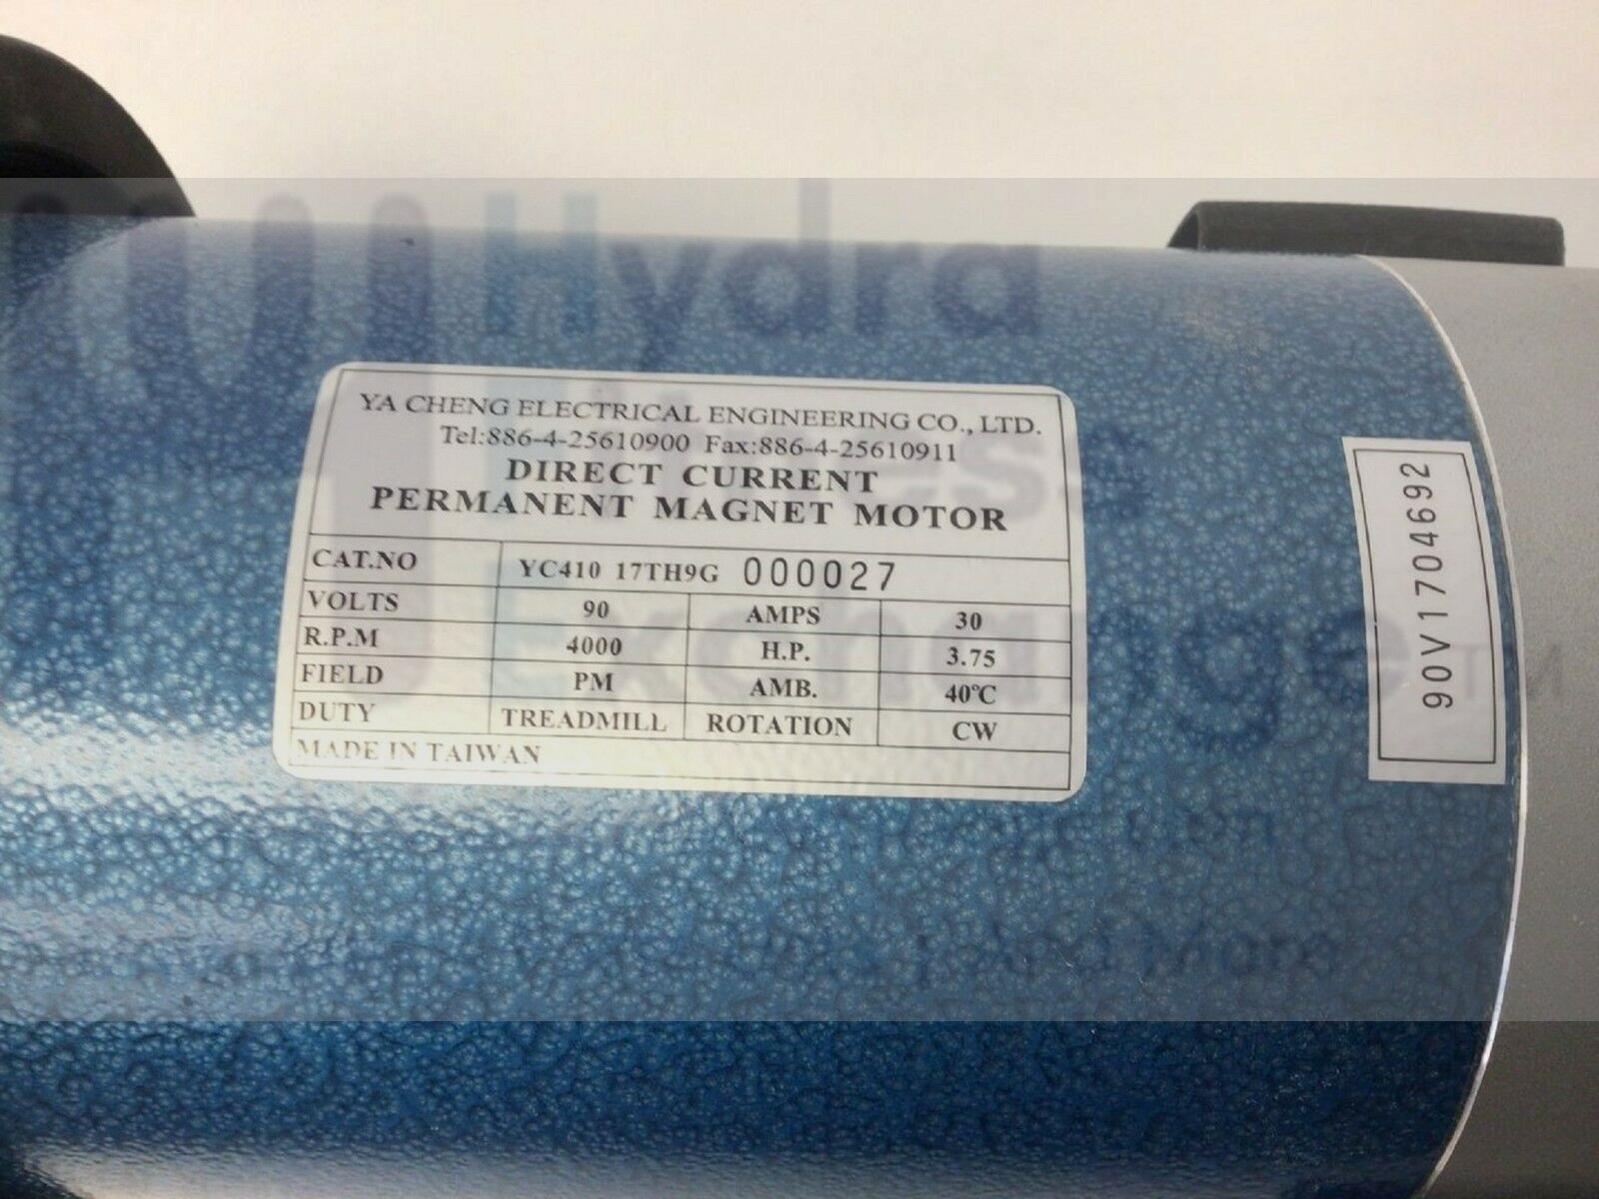 YA CHENG ELECTRICAL ENGINEERING CO., LTD.
Tel:886-4-25610900 Fax:886-4-25610911
DIRECT CURRENT
PERMANENT MAGNET MOTOR
CAT.NO YC410 17TH9G 000027
VOLTS 90 AMPS 30
R.P.M 4000 H.P. 3.75
FIELD PM AMB. 40°C
DUTY TREADMILL ROTATION CW
MADE IN TAIWAN
90V17046692
Hydra